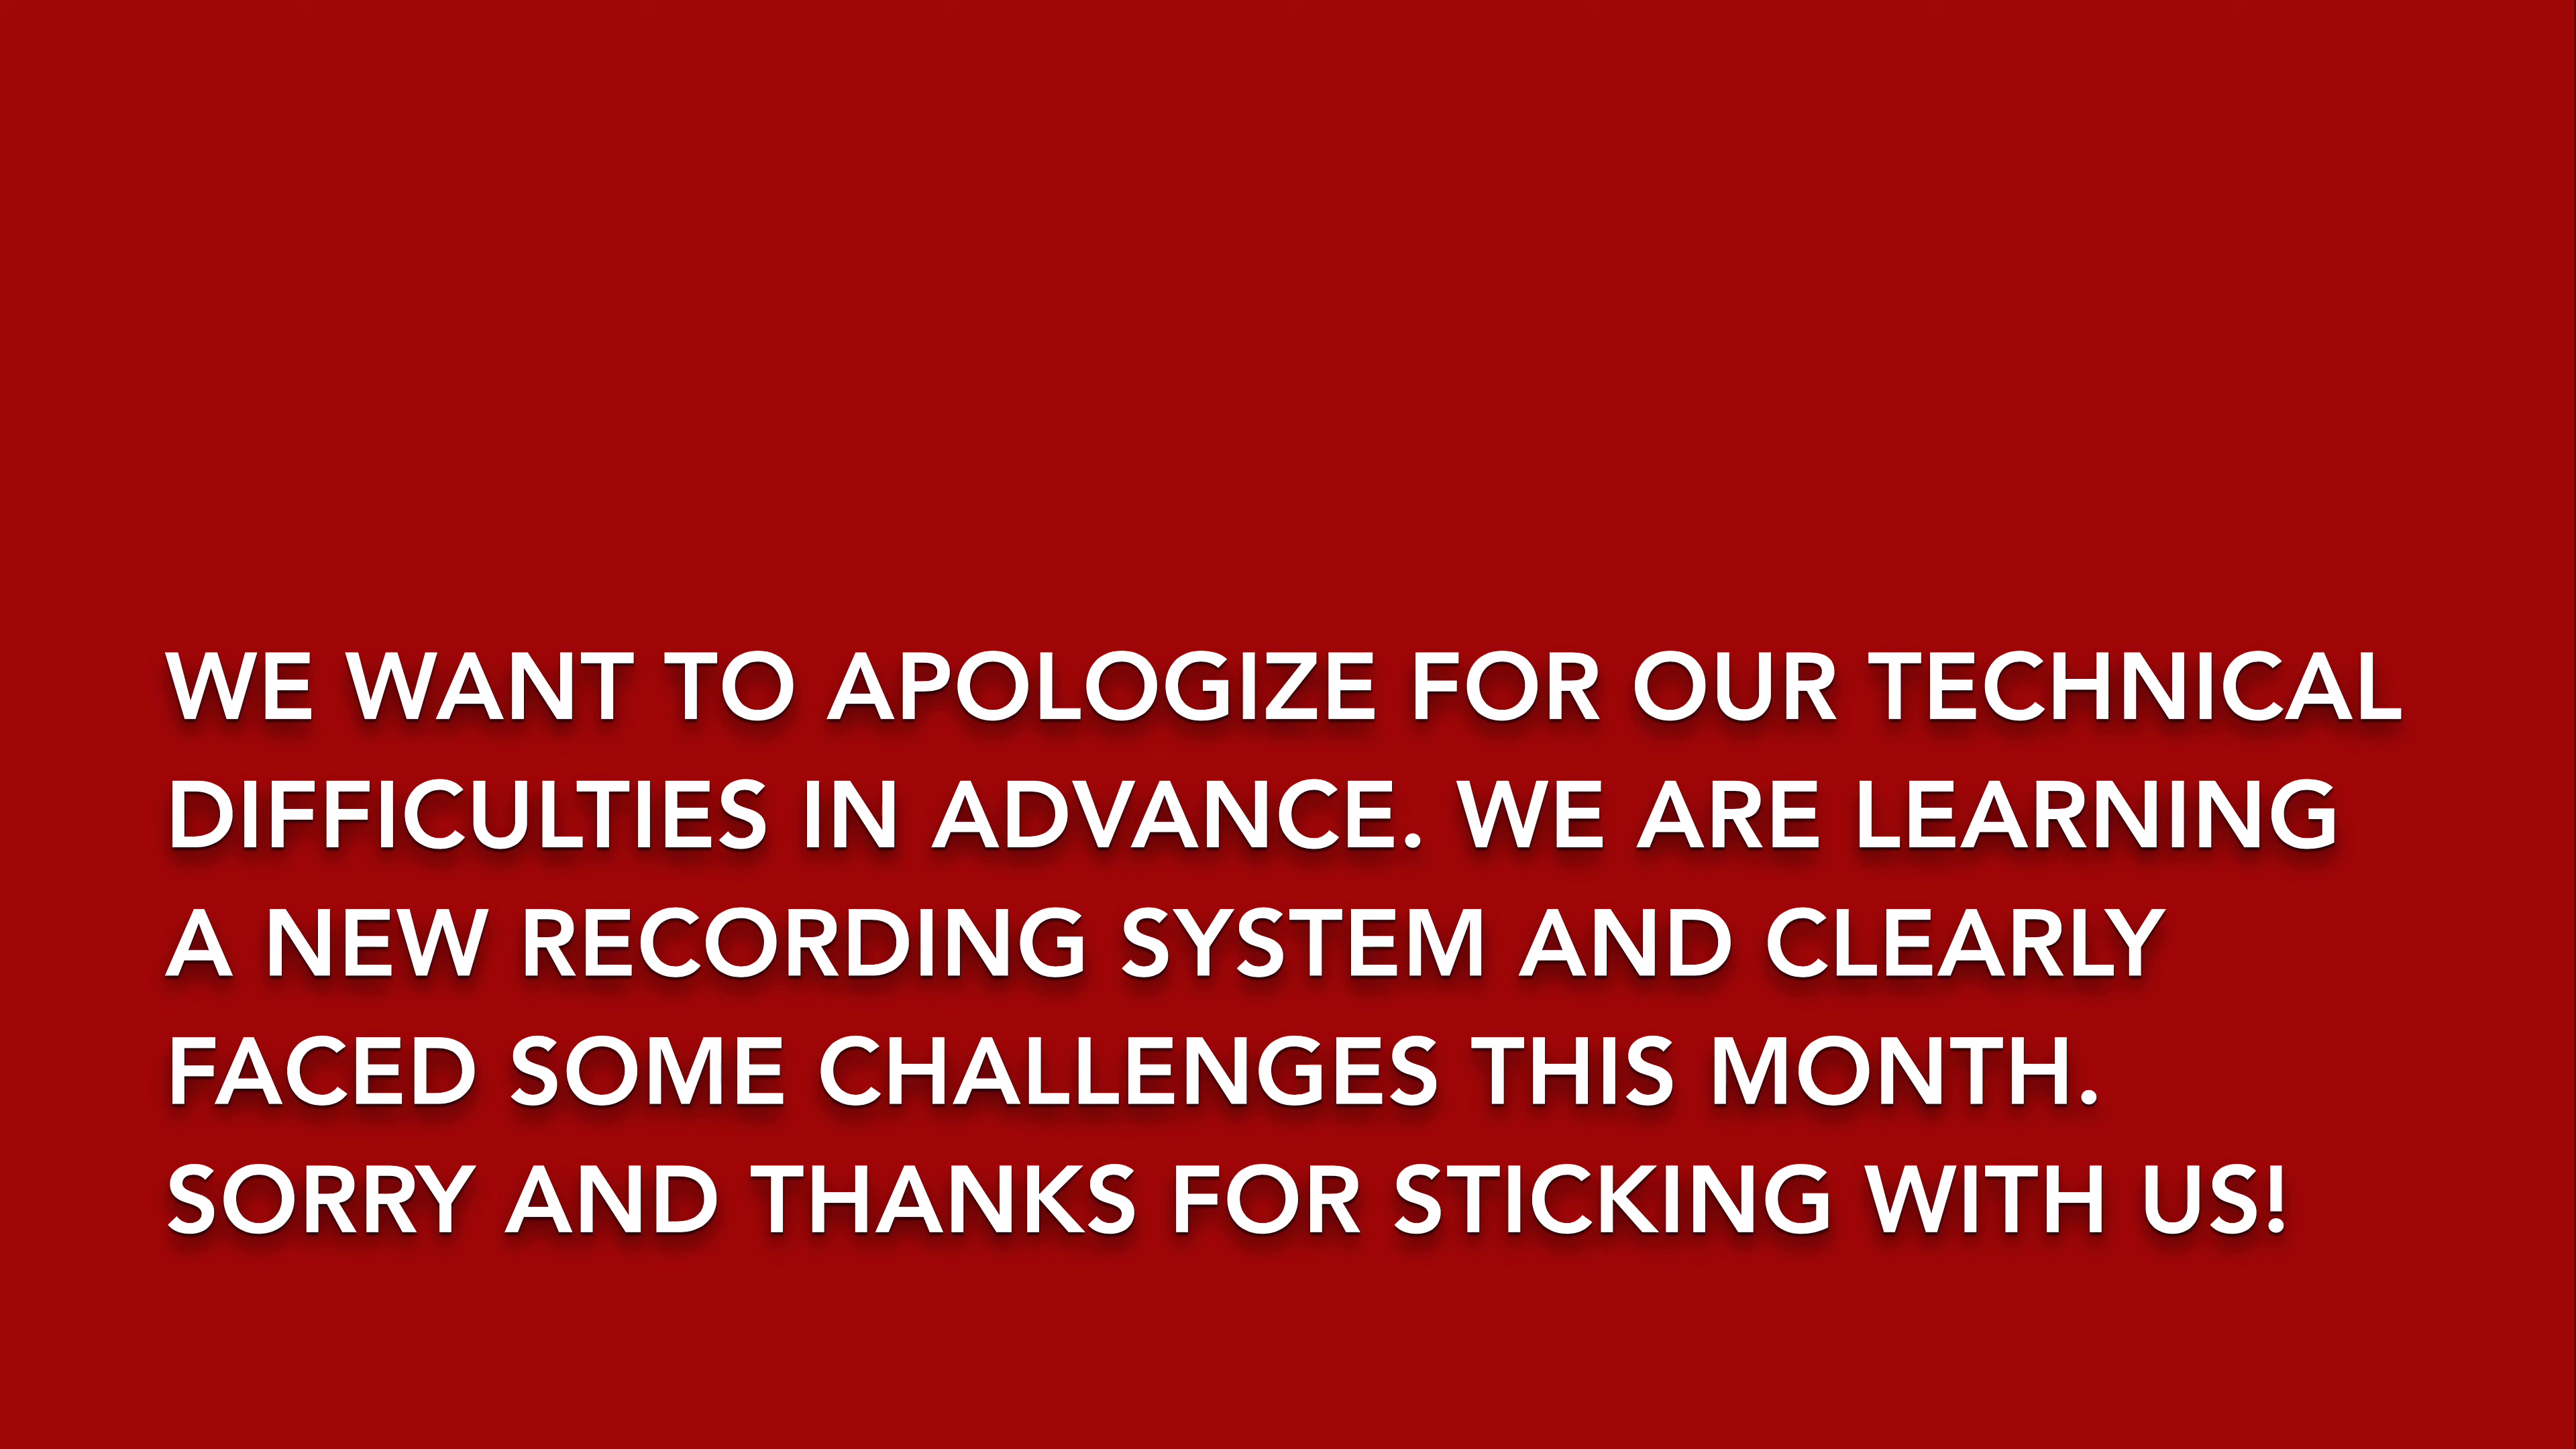 WE WANT TO APOLOGIZE FOR OUR TECHNICAL
DIFFICULTIES IN ADVANCE. WE ARE LEARNING
A NEW RECORDING SYSTEM AND CLEARLY
FACED SOME CHALLENGES THIS MONTH.
SORRY AND THANKS FOR STICKING WITH US!